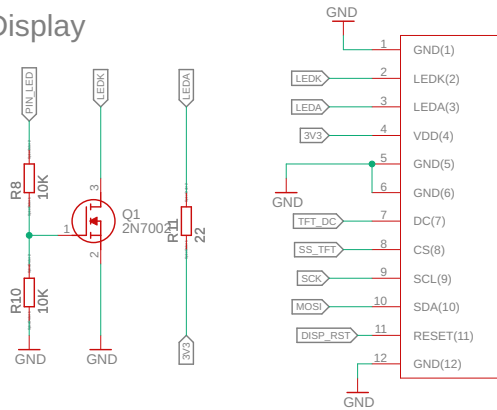 Display
PIN_LED
LEDK
LEDA
R8
10K
3
Q1
2N7002
1
2
R11
22
R10
10K
GND
GND
3V3
GND
1
GND(1)
LEDK
2
LEDK(2)
LEDA
3
LEDA(3)
3V3
4
VDD(4)
5
GND(5)
6
GND(6)
GND
TFT_DC
7
DC(7)
SS_TFT
8
CS(8)
SCK
9
SCL(9)
MOSI
10
SDA(10)
DISP_RST
11
RESET(11)
12
GND(12)
GND